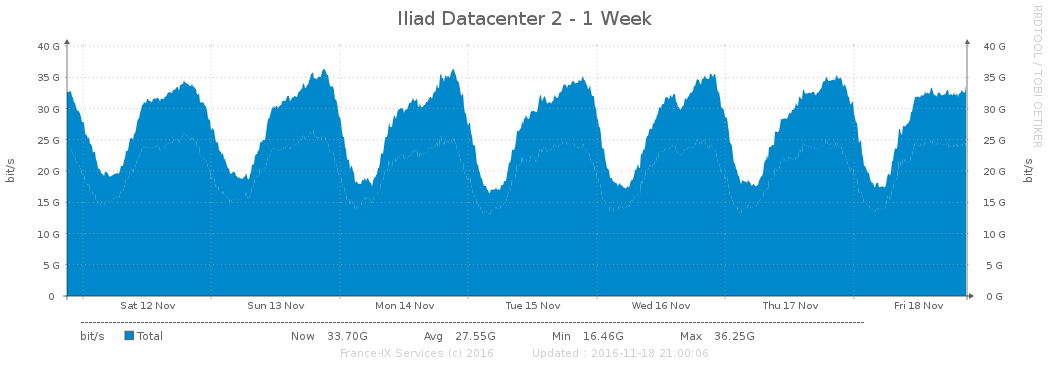 Iliad Datacenter 2 - 1 Week
RRDTOOL / TOBI OETIKER
40 G 40 G
35 G 35 G
30 G 30 G
25 G 25 G
20 G 20 G
15 G 15 G
10 G 10 G
5 G 5 G
0 0 G
bit/s bit/s
Sat 12 Nov Sun 13 Nov Mon 14 Nov Tue 15 Nov Wed 16 Nov Thu 17 Nov Fri 18 Nov
bit/s Total Now 33.70G Avg 27.55G Min 16.46G Max 36.25G
France-IX Services (c) 2016 Updated : 2016-11-18 21:00:06